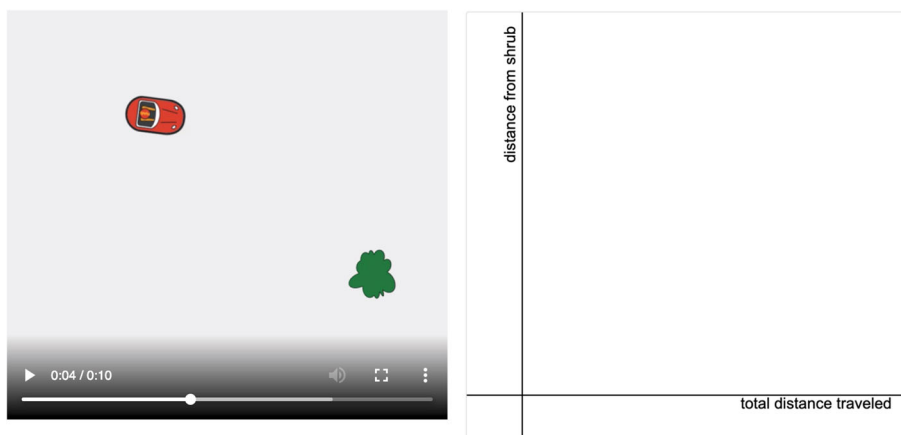 distance from shrub
0:04 / 0:10
total distance traveled